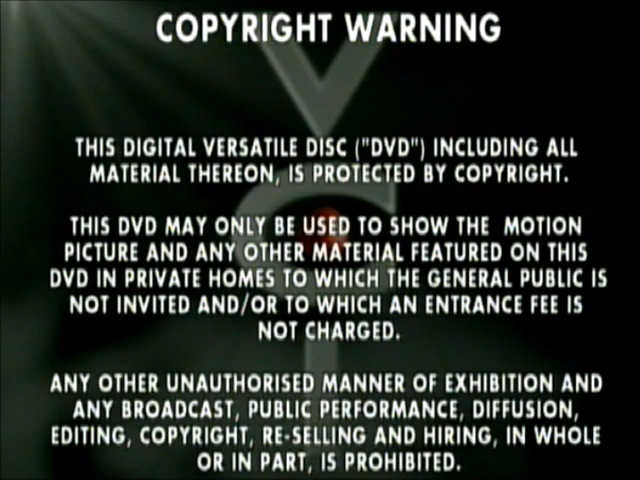 COPYRIGHT WARNING
THIS DIGITAL VERSATILE DISC ("DVD") INCLUDING ALL
MATERIAL THEREON, IS PROTECTED BY COPYRIGHT.
THIS DVD MAY ONLY BE USED TO SHOW THE MOTION
PICTURE AND ANY OTHER MATERIAL FEATURED ON THIS
DVD IN PRIVATE HOMES TO WHICH THE GENERAL PUBLIC IS
NOT INVITED AND/OR TO WHICH AN ENTRANCE FEE IS
NOT CHARGED.
ANY OTHER UNAUTHORISED MANNER OF EXHIBITION AND
ANY BROADCAST, PUBLIC PERFORMANCE, DIFFUSION,
EDITING, COPYRIGHT, RE-SELLING AND HIRING, IN WHOLE
OR IN PART, IS PROHIBITED.